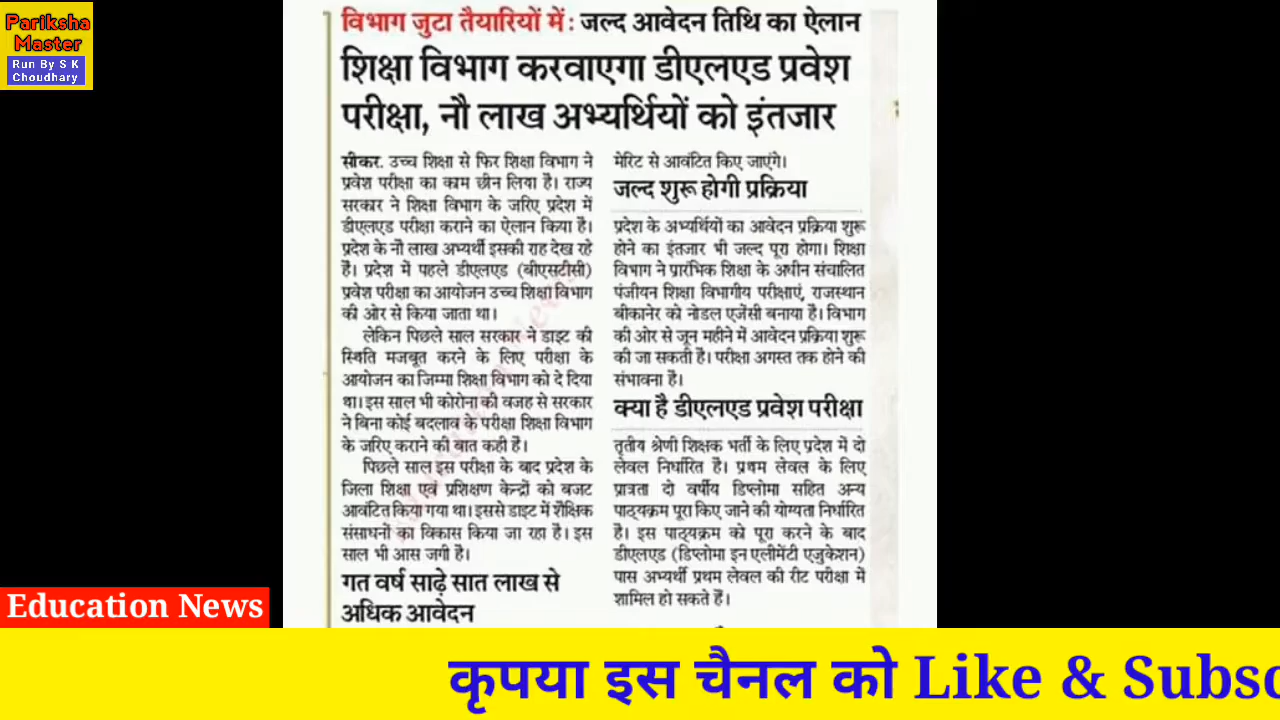 Pariksha
Master
Run By S K
Choudhary
विभाग जुटा तैयारियों में : जल्द आवेदन तिथि का ऐलान
शिक्षा विभाग करवाएगा डीएलएड प्रवेश
परीक्षा, नौ लाख अभ्यर्थियों को इंतजार
सीकर. उच्च शिक्षा से फिर शिक्षा विभाग ने
प्रवेश परीक्षा का काम छीन लिया है। राज्य
सरकार ने शिक्षा विभाग के जरिए प्रदेश में
डीएलएड परीक्षा कराने का ऐलान किया है।
प्रदेश के नौ लाख अभ्यर्थी इसकी राह देख रहे
है। प्रदेश में पहले डीएलएड (बीएसटीसी)
प्रवेश परीक्षा का आयोजन उच्च शिक्षा विभाग
की ओर से किया जाता था।
लेकिन पिछले साल सरकार ने डाइट की
स्थिति मजबूत करने के लिए परीक्षा के
आयोजन का जिम्मा शिक्षा विभाग को दे दिया
था। इस साल भी कोरोना की वजह से सरकार
ने बिना कोई बदलाव के परीक्षा शिक्षा विभाग
के जरिए कराने की बात कही है।
पिछले साल इस परीक्षा के बाद प्रदेश के
जिला शिक्षा एवं प्रशिक्षण केन्द्रों को बजट
आवंटित किया गया था। इससे डाइट में शैक्षिक
संसाधनों का विकास किया जा रहा है। इस
साल भी आस जगी है।
गत वर्ष साढ़े सात लाख से
अधिक आवेदन
मेरिट से आवंटित किए जाएंगे।
जल्द शुरू होगी प्रक्रिया
प्रदेश के अभ्यर्थियों का आवेदन प्रक्रिया शुरू
होने का इंतजार भी जल्द पूरा होगा। शिक्षा
विभाग ने प्रारंभिक शिक्षा के अधीन संचालित
पंजीयन शिक्षा विभागीय परीक्षाएं, राजस्थान
बीकानेर को नोडल एजेंसी बनाया है। विभाग
की ओर से जून महीने में आवेदन प्रक्रिया शुरू
की जा सकती है। परीक्षा अगस्त तक होने की
संभावना है।
क्या है डीएलएड प्रवेश परीक्षा
तृतीय श्रेणी शिक्षक भर्ती के लिए प्रदेश में दो
लेवल निर्धारित है। प्रथम लेवल के लिए
प्रात्रता दो वर्षीय डिप्लोमा सहित अन्य
पाठ्यक्रम पूरा किए जाने की योग्यता निर्धारित
है। इस पाठ्यक्रम को पूरा करने के बाद
डीएलएड (डिप्लोमा इन एलीमेंटी एजुकेशन)
पास अभ्यर्थी प्रथम लेवल की रीट परीक्षा में
शामिल हो सकते हैं।
Education News
कृपया इस चैनल को Like & Subsc